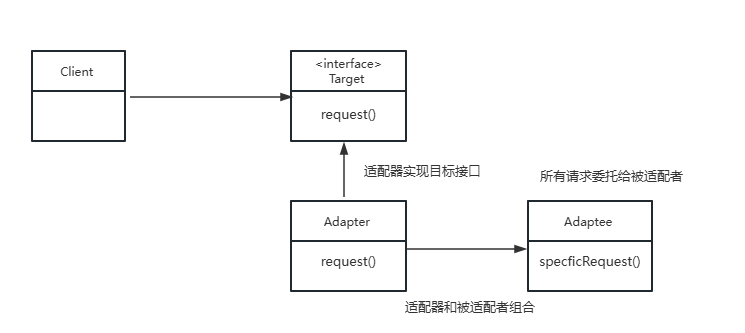 Client
<interface>
Target
request()
适配器实现目标接口
所有请求委托给被适配者
Adapter
request()
Adaptee
specficRequest()
适配器和被适配者组合